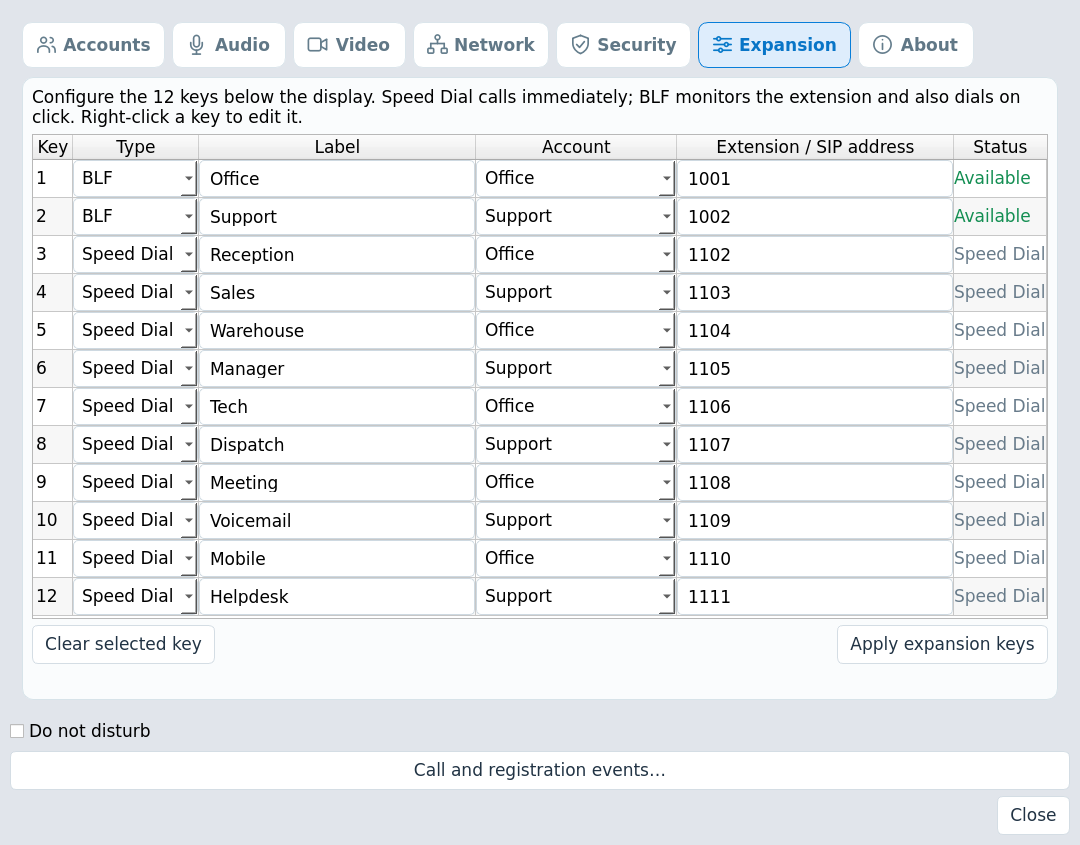 Accounts Audio Video Network Security Expansion About
Configure the 12 keys below the display. Speed Dial calls immediately; BLF monitors the extension and also dials on
click. Right-click a key to edit it.
Key Type Label Account Extension / SIP address Status
1 BLF Office Office 1001 Available
2 BLF Support Support 1002 Available
3 Speed Dial Reception Office 1102 Speed Dial
4 Speed Dial Sales Support 1103 Speed Dial
5 Speed Dial Warehouse Office 1104 Speed Dial
6 Speed Dial Manager Support 1105 Speed Dial
7 Speed Dial Tech Office 1106 Speed Dial
8 Speed Dial Dispatch Support 1107 Speed Dial
9 Speed Dial Meeting Office 1108 Speed Dial
10 Speed Dial Voicemail Support 1109 Speed Dial
11 Speed Dial Mobile Office 1110 Speed Dial
12 Speed Dial Helpdesk Support 1111 Speed Dial
Clear selected key Apply expansion keys
Do not disturb
Call and registration events...
Close